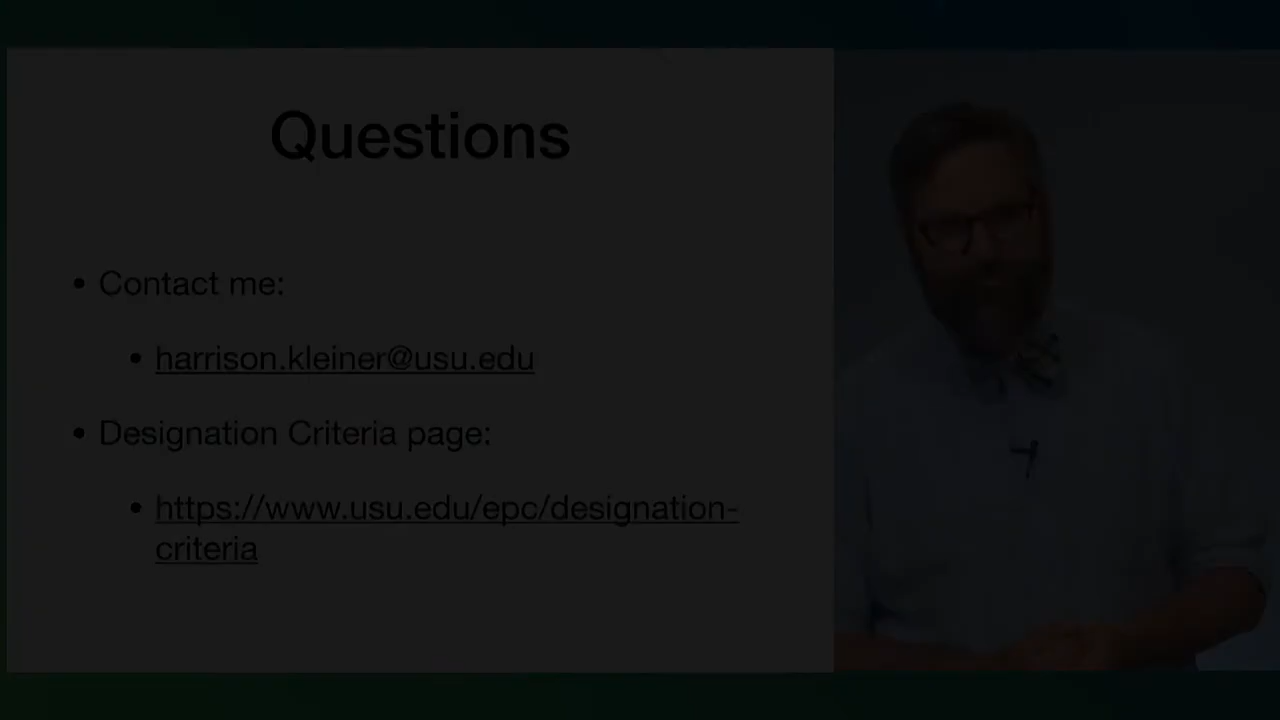 Questions
• Contact me:
• harrison.kleiner@usu.edu
• Designation Criteria page:
• https://www.usu.edu/epc/designation-
criteria